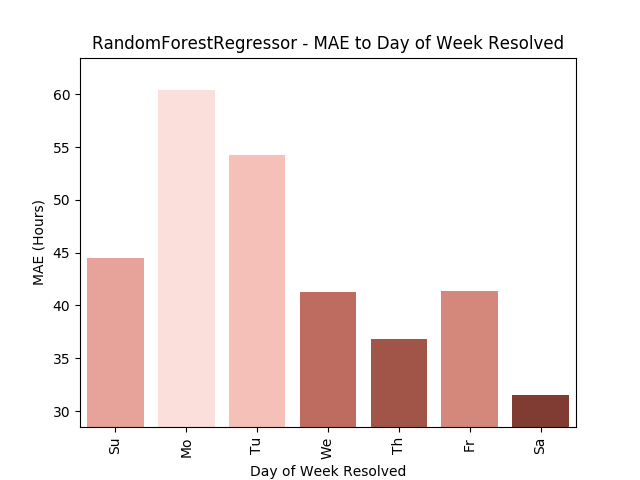 RandomForestRegressor - MAE to Day of Week Resolved
MAE (Hours)
60
55
50
45
40
35
30
Su
Mo
Tu
We
Th
Fr
Sa
Day of Week Resolved